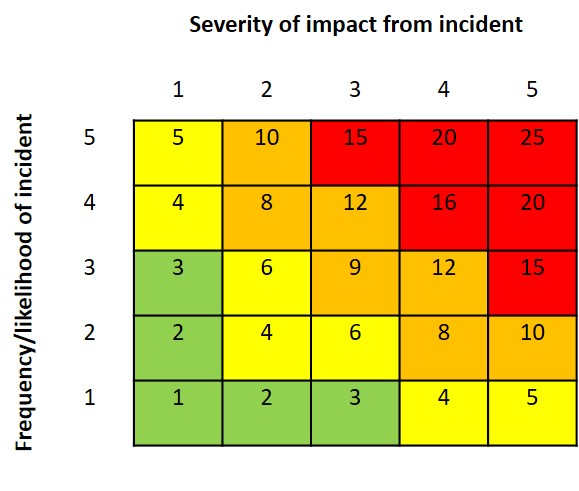 Severity of impact from incident
1 2 3 4 5
Frequency/likelihood of incident
5 5 10 15 20 25
4 4 8 12 16 20
3 3 6 9 12 15
2 2 4 6 8 10
1 1 2 3 4 5